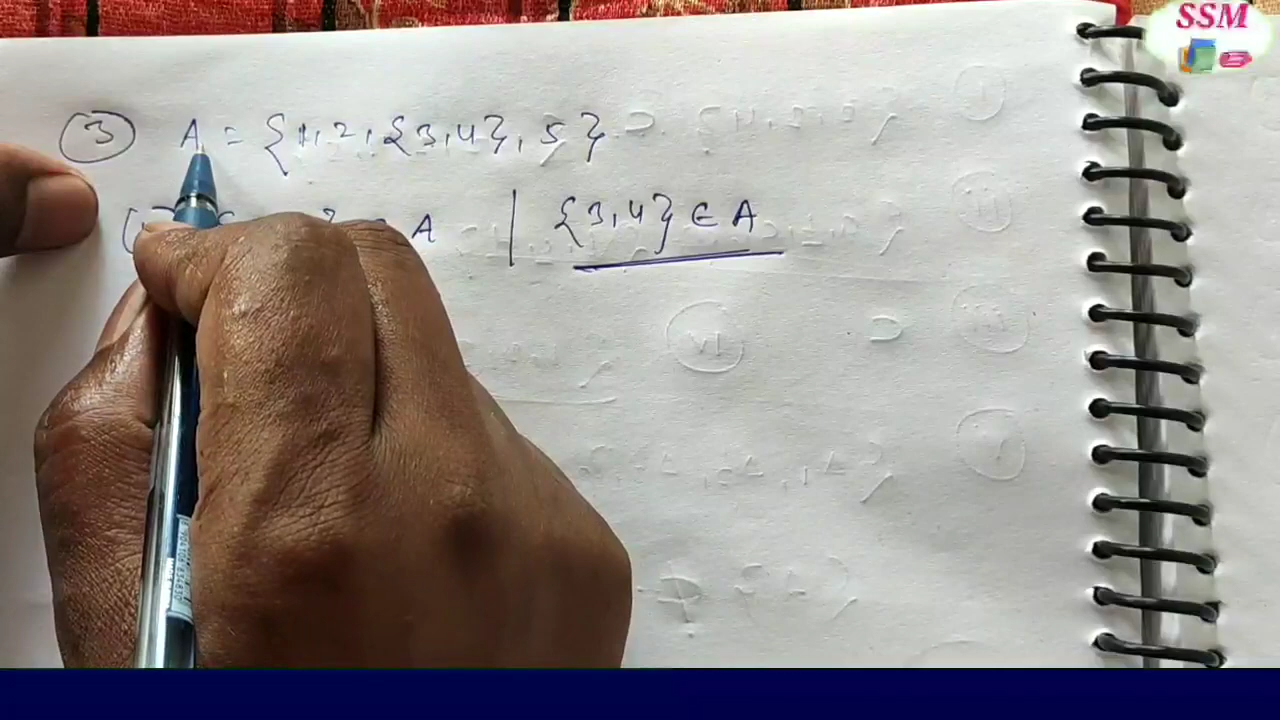 SSM
③ A = {1, 2, {3, 4}, 5}
A | {3, 4} ∈ A